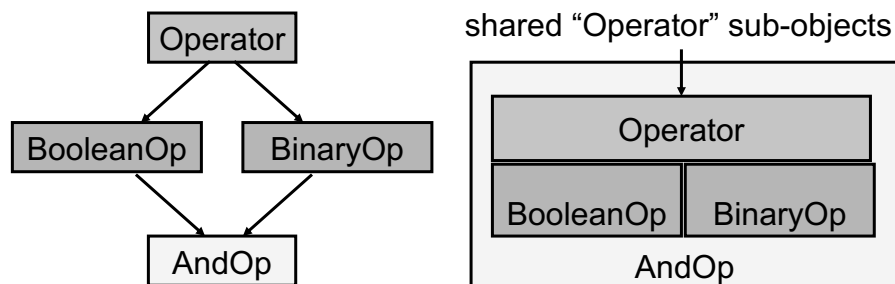 Operator
BooleanOp
BinaryOp
AndOp
shared “Operator” sub-objects
Operator
BooleanOp
BinaryOp
AndOp